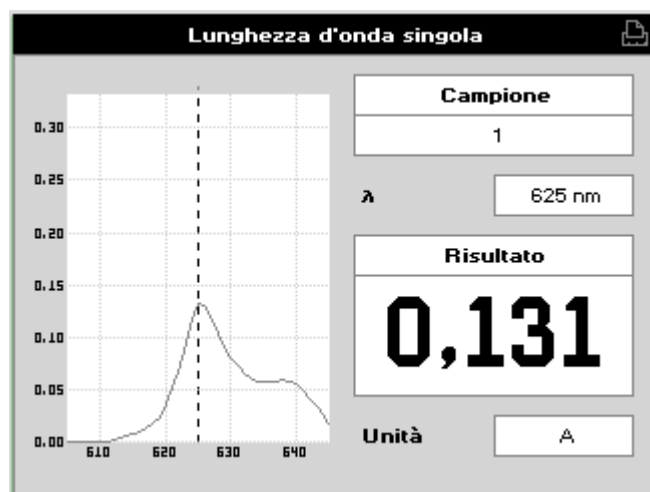 Lunghezza d'onda singola
0.30
0.25
0.20
0.15
0.10
0.05
0.00
610 620 630 640
Campione
1
λ 625 nm
Risultato
0,131
Unità A